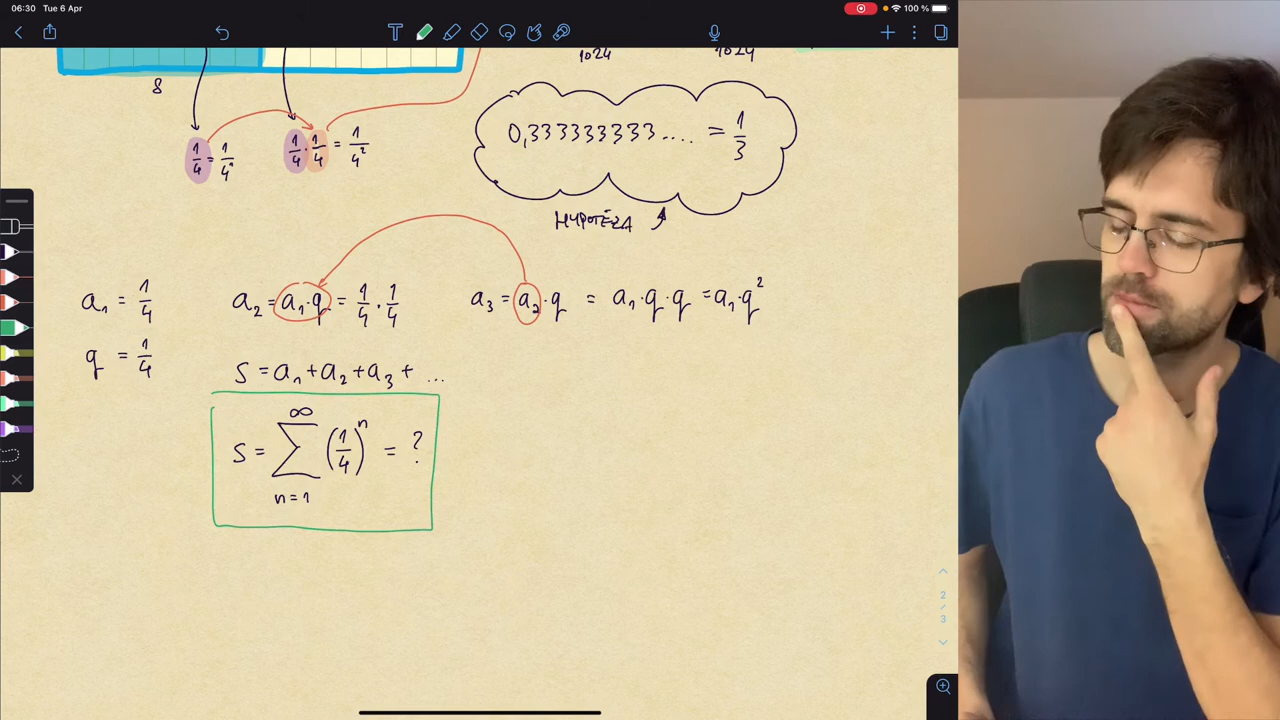 06:30 Tue 6 Apr
100 %
T
1024 1024
8
1/4 = 1/4¹
1/4 · 1/4 = 1/4²
0,333333333.... = 1/3
HYPOTÉZA
a₁ = 1/4
a₂ = a₁·q = 1/4 · 1/4
a₃ = a₂·q = a₁·q·q = a₁·q²
q = 1/4
S = a₁ + a₂ + a₃ + ...
S = ∑ n=1 ∞ (1/4)ⁿ = ?
2
/
3